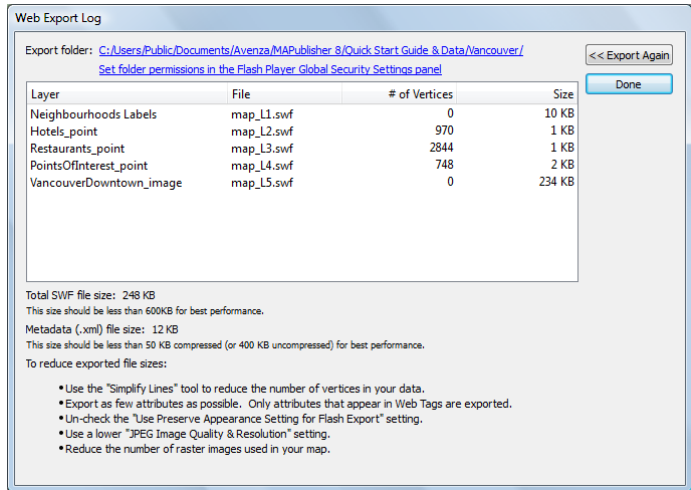 Web Export Log
Export folder: C:/Users/Public/Documents/Avenza/MAPublisher 8/Quick Start Guide & Data/Vancouver/
<< Export Again
Set folder permissions in the Flash Player Global Security Settings panel
Done
Layer File # of Vertices Size
Neighbourhoods Labels map_L1.swf 0 10 KB
Hotels_point map_L2.swf 970 1 KB
Restaurants_point map_L3.swf 2844 1 KB
PointsOfInterest_point map_L4.swf 748 2 KB
VancouverDowntown_image map_L5.swf 0 234 KB
Total SWF file size: 248 KB
This size should be less than 600KB for best performance.
Metadata (.xml) file size: 12 KB
This size should be less than 50 KB compressed (or 400 KB uncompressed) for best performance.
To reduce exported file sizes:
•Use the "Simplify Lines" tool to reduce the number of vertices in your data.
•Export as few attributes as possible. Only attributes that appear in Web Tags are exported.
•Un-check the "Use Preserve Appearance Setting for Flash Export" setting.
•Use a lower "JPEG Image Quality & Resolution" setting.
•Reduce the number of raster images used in your map.